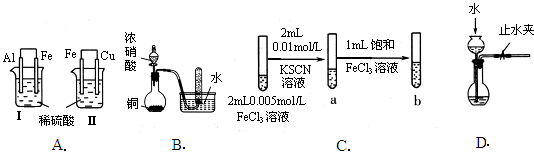 Al Fe Fe Cu
I 稀硫酸 II
A.
浓硝酸
水
铜
B.
2mL
0.01mol/L
KSCN
溶液
1mL 饱和
FeCl₃ 溶液
2mL0.005mol/L
FeCl₃ 溶液
a b
C.
水
止水夹
D.